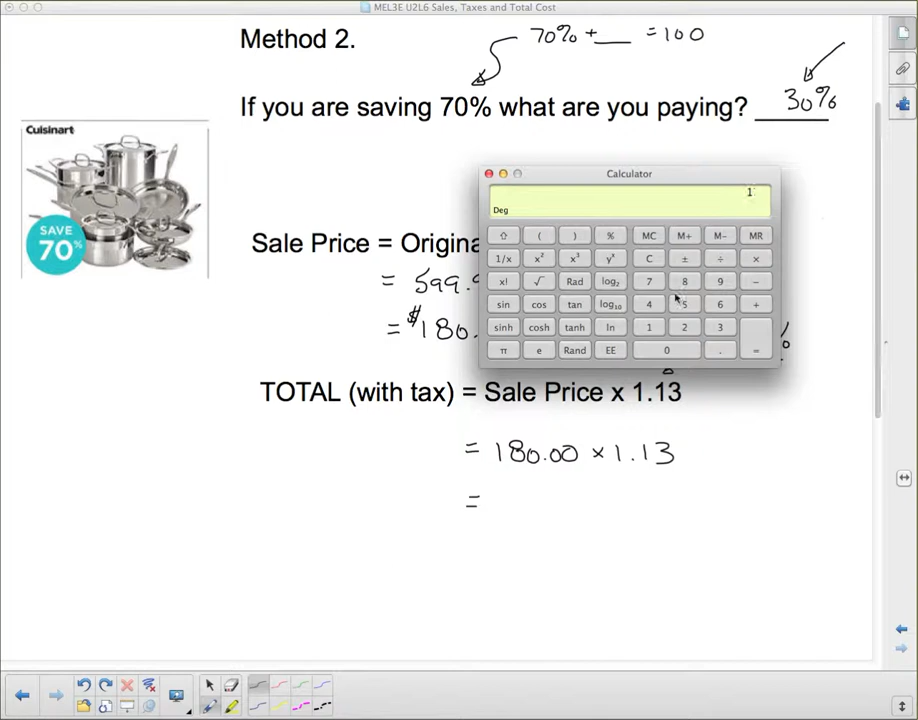 MEL3E U2L6 Sales, Taxes and Total Cost
Method 2.
70% + __ = 100
If you are saving 70% what are you paying? 30%
Cuisinart
SAVE
70%
Calculator
1
Deg
( ) % MC M+ M- MR
1/x x² x³ yˣ C ± ÷ ×
x! √ Rad log₂ 7 8 9 −
sin cos tan log₁₀ 4 5 6 +
sinh cosh tanh ln 1 2 3
π e Rand EE 0 . =
Sale Price = Origina
= 599.9
= $180.
TOTAL (with tax) = Sale Price x 1.13
= 180.00 × 1.13
=